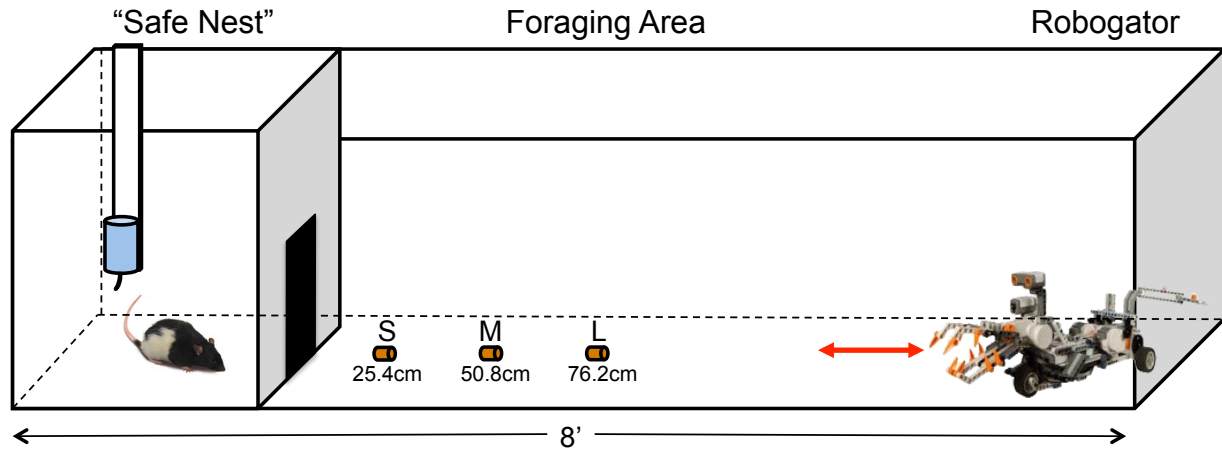 “Safe Nest”
Foraging Area
Robogator
S
M
L
25.4cm
50.8cm
76.2cm
8’